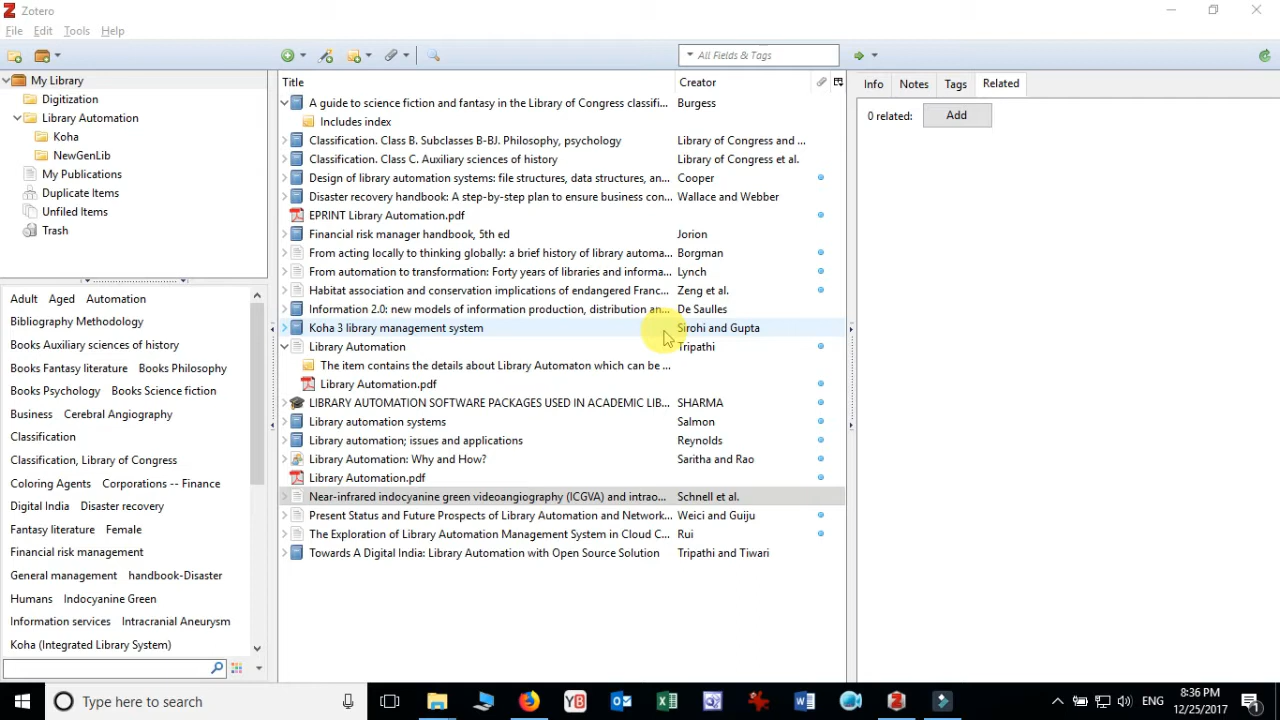 Zotero
File Edit Tools Help
All Fields & Tags
My Library
Digitization
Library Automation
Koha
NewGenLib
My Publications
Duplicate Items
Unfiled Items
Trash
Adult Aged Automation
Bibliography Methodology
Books Auxiliary sciences of history
Books Fantasy literature Books Philosophy
Books Psychology Books Science fiction
Business Cerebral Angiography
Classification
Classification, Library of Congress
Coloring Agents Corporations -- Finance
Digital India Disaster recovery
Fantasy literature Female
Financial risk management
General management handbook-Disaster
Humans Indocyanine Green
Information services Intracranial Aneurysm
Koha (Integrated Library System)
Title Creator
A guide to science fiction and fantasy in the Library of Congress classifi... Burgess
Includes index
Classification. Class B. Subclasses B-BJ. Philosophy, psychology Library of Congress and ...
Classification. Class C. Auxiliary sciences of history Library of Congress et al.
Design of library automation systems: file structures, data structures, an... Cooper
Disaster recovery handbook: A step-by-step plan to ensure business con... Wallace and Webber
EPRINT Library Automation.pdf
Financial risk manager handbook, 5th ed Jorion
From acting locally to thinking globally: a brief history of library automa... Borgman
From automation to transformation: Forty years of libraries and informa... Lynch
Habitat association and conservation implications of endangered Franc... Zeng et al.
Information 2.0: new models of information production, distribution an... De Saulles
Koha 3 library management system Sirohi and Gupta
Library Automation Tripathi
The item contains the details about Library Automaton which can be ...
Library Automation.pdf
LIBRARY AUTOMATION SOFTWARE PACKAGES USED IN ACADEMIC LIB... SHARMA
Library automation systems Salmon
Library automation; issues and applications Reynolds
Library Automation: Why and How? Saritha and Rao
Library Automation.pdf
Near-infrared indocyanine green videoangiography (ICGVA) and intrao... Schnell et al.
Present Status and Future Prospects of Library Automation and Network... Weici and Guiju
The Exploration of Library Automation Management System in Cloud C... Rui
Towards A Digital India: Library Automation with Open Source Solution Tripathi and Tiwari
Info Notes Tags Related
0 related: Add
Type here to search
ENG
8:36 PM
12/25/2017
1